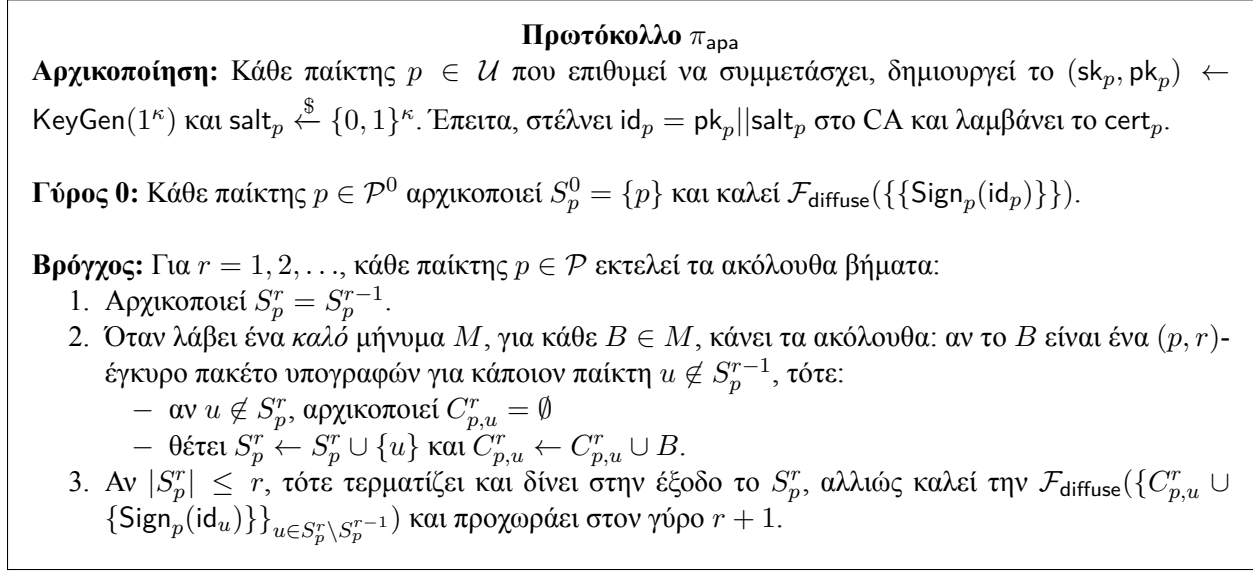 Πρωτόκολλο π_apa
Αρχικοποίηση: Κάθε παίκτης p ∈ 𝒰 που επιθυμεί να συμμετάσχει, δημιουργεί το (sk_p, pk_p) ←
KeyGen(1^κ) και salt_p ←$ {0, 1}^κ. Έπειτα, στέλνει id_p = pk_p||salt_p στο CA και λαμβάνει το cert_p.
Γύρος 0: Κάθε παίκτης p ∈ 𝒫^0 αρχικοποιεί S_p^0 = {p} και καλεί ℱ_diffuse({{Sign_p(id_p)}}).
Βρόγχος: Για r = 1, 2, …, κάθε παίκτης p ∈ 𝒫 εκτελεί τα ακόλουθα βήματα:
1. Αρχικοποιεί S_p^r = S_p^{r−1}.
2. Όταν λάβει ένα καλό μήνυμα M, για κάθε B ∈ M, κάνει τα ακόλουθα: αν το B είναι ένα (p, r)-
έγκυρο πακέτο υπογραφών για κάποιον παίκτη u ∉ S_p^{r−1}, τότε:
− αν u ∉ S_p^r, αρχικοποιεί C_{p,u}^r = ∅
− θέτει S_p^r ← S_p^r ∪ {u} και C_{p,u}^r ← C_{p,u}^r ∪ B.
3. Αν |S_p^r| ≤ r, τότε τερματίζει και δίνει στην έξοδο το S_p^r, αλλιώς καλεί την ℱ_diffuse({C_{p,u}^r ∪
{Sign_p(id_u)}}_{u∈S_p^r\S_p^{r−1}}) και προχωράει στον γύρο r + 1.